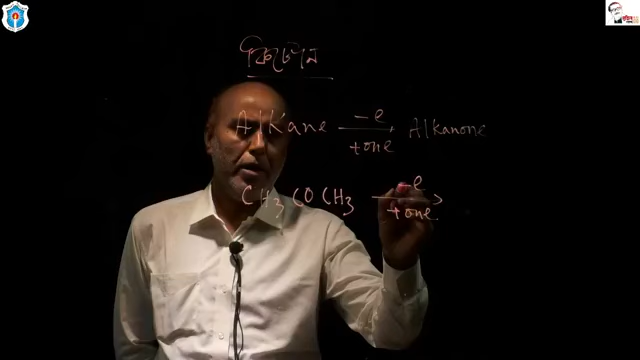 কিটোন
Alkane —e→ +one Alkanone
CH3COCH3 —e→ +one